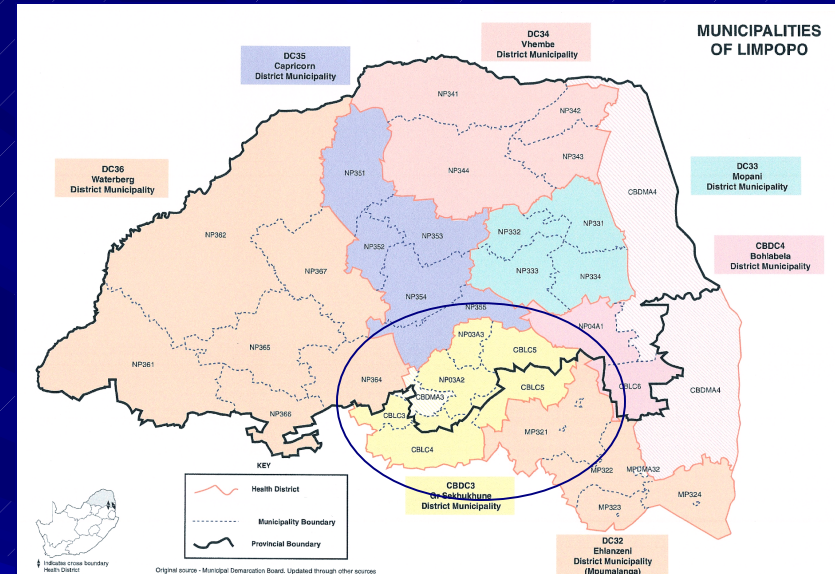 MUNICIPALITIES
OF LIMPOPO
DC34
Vhembe
District Municipality
DC35
Capricorn
District Municipality
DC36
Waterberg
District Municipality
DC33
Mopani
District Municipality
CBDC4
Bohlabela
District Municipality
NP341
NP342
NP343
NP344
NP351
CBDMA4
NP331
NP332
NP333
NP334
NP353
NP352
NP354
NP355
NP362
NP367
NP365
NP361
NP366
NP364
NP04A1
NP03A3
CBLC5
NP03A2
CBLC5
CBDMA3
CBLC3
CBLC4
CBLC6
CBDMA4
MP321
MP322
MPDMA32
MP324
MP323
CBDC3
Gr Sekhukhune
District Municipality
DC32
Ehlanzeni
District Municipality
(Mpumalanga)
KEY
Health District
Municipality Boundary
Provincial Boundary
Indicates cross boundary
Health District
Original source - Municipal Demarcation Board. Updated through other sources